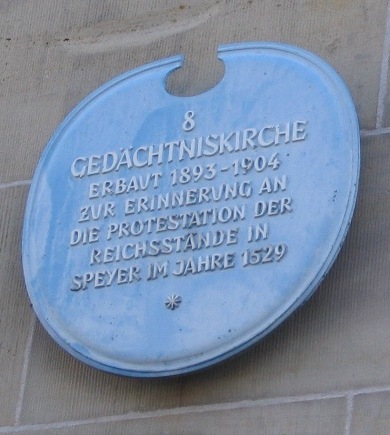 8
GEDÄCHTNISKIRCHE
ERBAUT 1893-1904
ZUR ERINNERUNG AN
DIE PROTESTATION DER
REICHSSTÄNDE IN
SPEYER IM JAHRE 1529
*